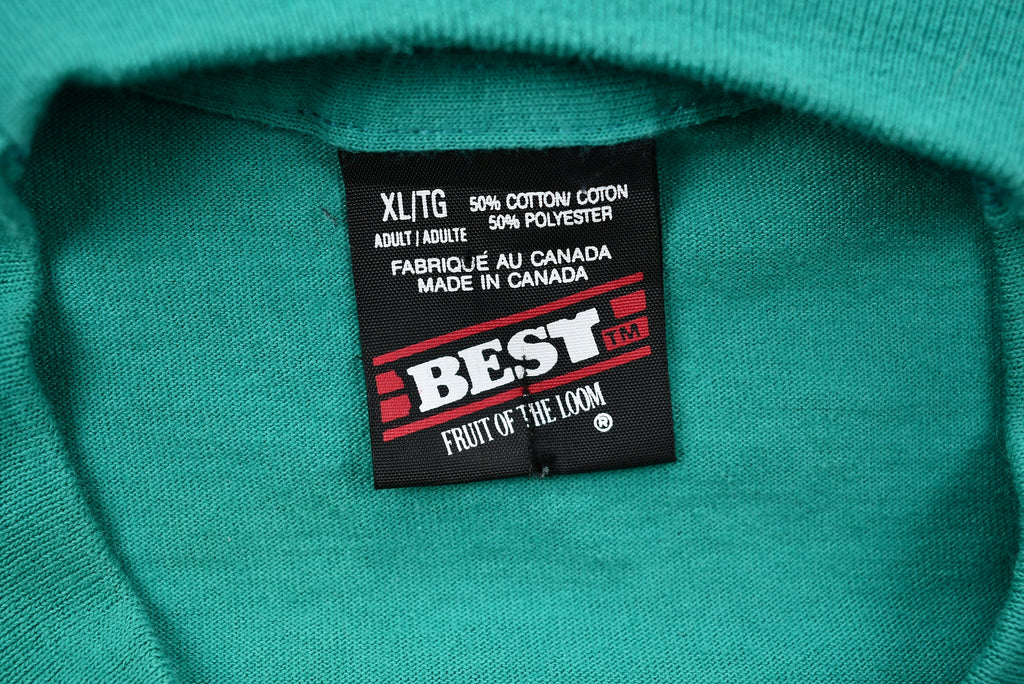 XL/TG
ADULT / ADULTE
50% COTTON/ COTON
50% POLYESTER
FABRIQUÉ AU CANADA
MADE IN CANADA
BEST TM
FRUIT OF THE LOOM ®